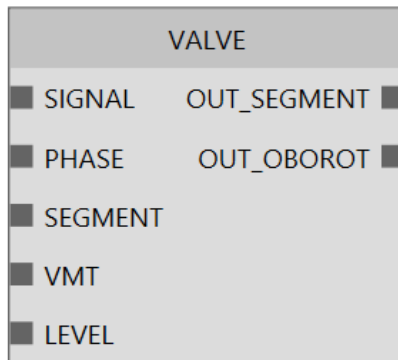 VALVE
SIGNAL OUT_SEGMENT
PHASE OUT_OBOROT
SEGMENT
VMT
LEVEL